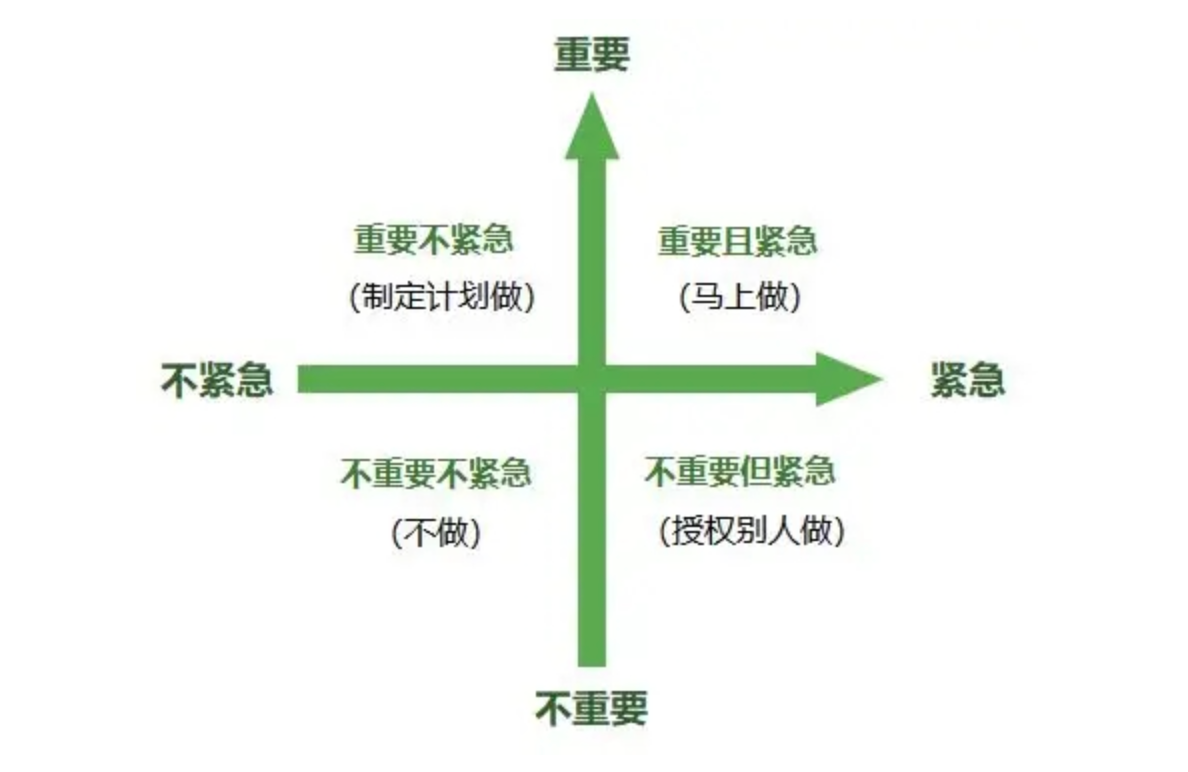 重要
重要不紧急
重要且紧急
(制定计划做)
(马上做)
不紧急
紧急
不重要不紧急
不重要但紧急
(不做)
(授权别人做)
不重要